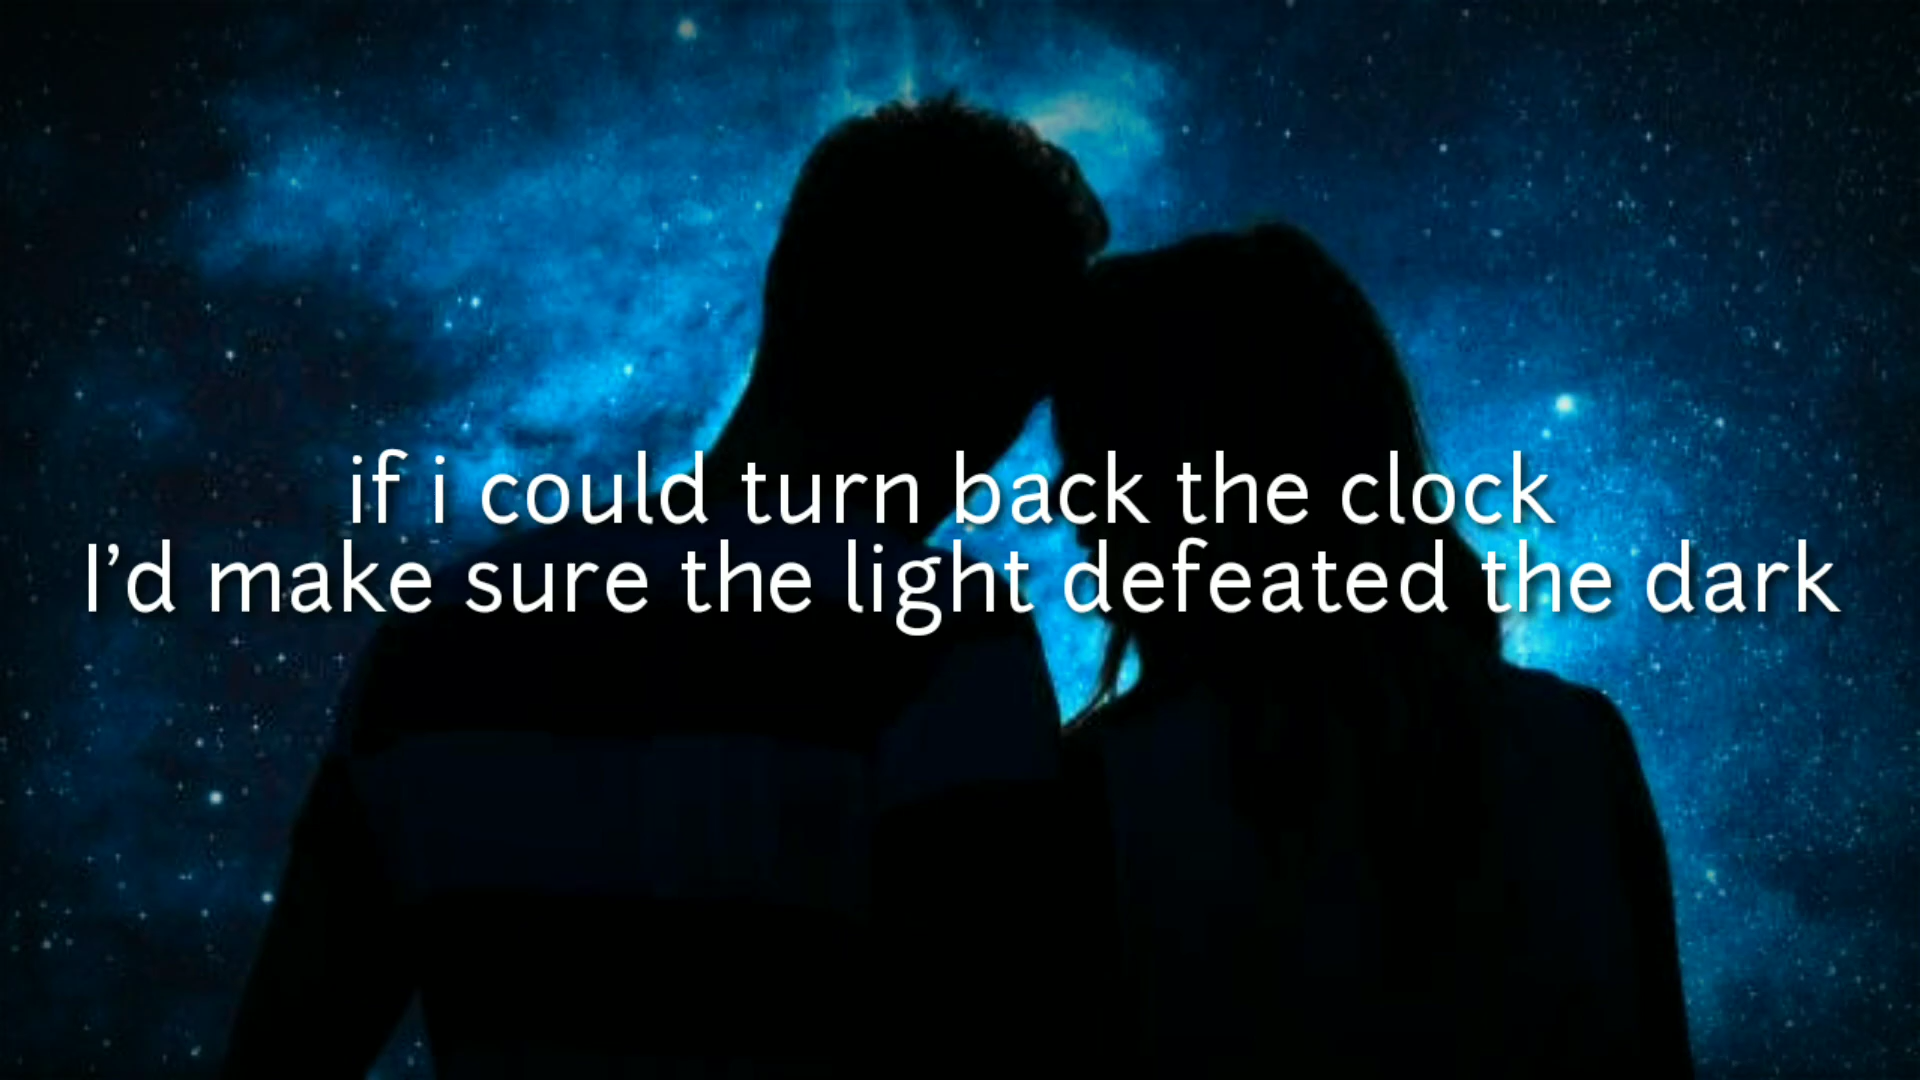 if i could turn back the clock
I'd make sure the light defeated the dark